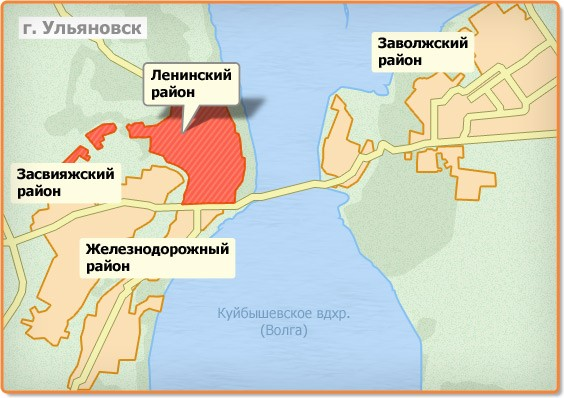 г. Ульяновск
Заволжский
район
Ленинский
район
Засвияжский
район
Железнодорожный
район
Куйбышевское вдхр.
(Волга)